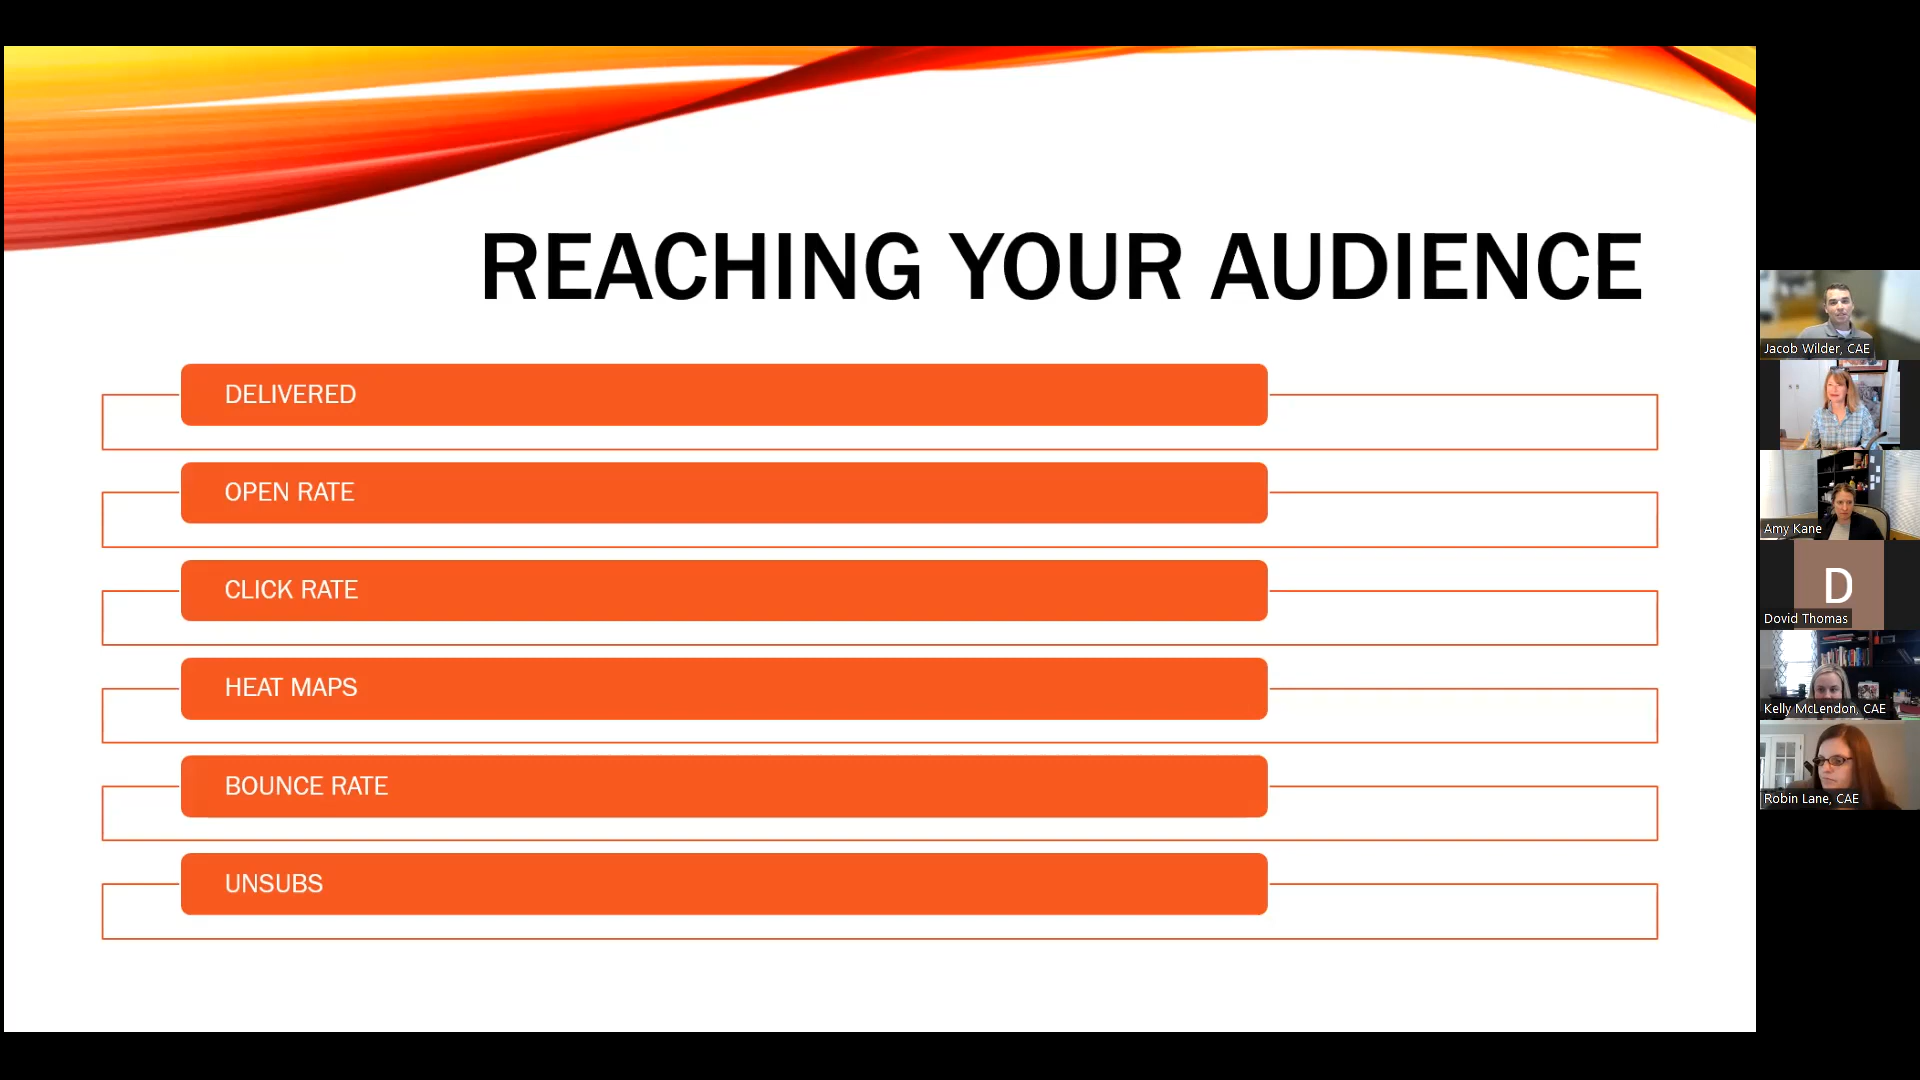 REACHING YOUR AUDIENCE
DELIVERED
OPEN RATE
CLICK RATE
HEAT MAPS
BOUNCE RATE
UNSUBS
Jacob Wilder, CAE
Amy Kane
D
Dovid Thomas
Kelly McLendon, CAE
Robin Lane, CAE